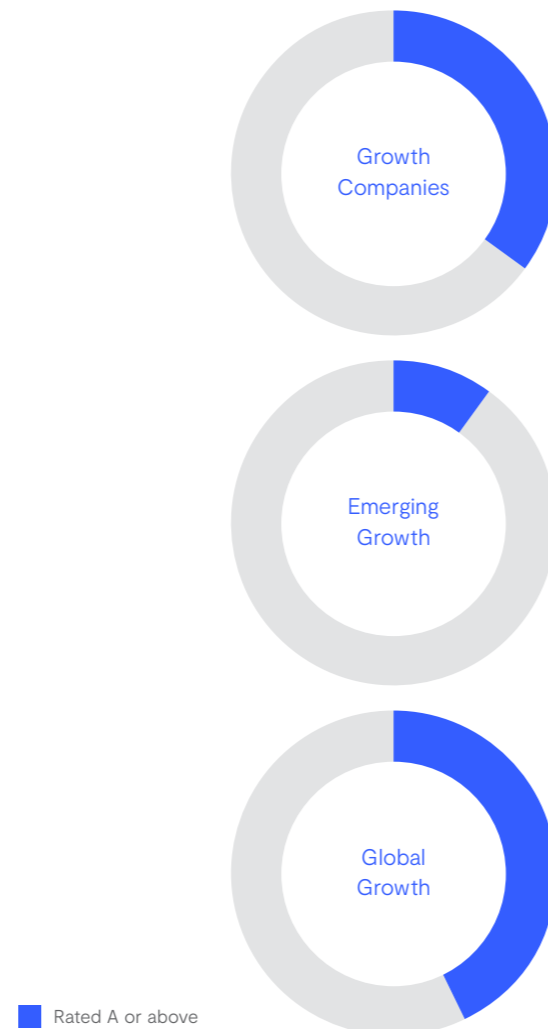 Growth
Companies
Emerging
Growth
Global
Growth
Rated A or above